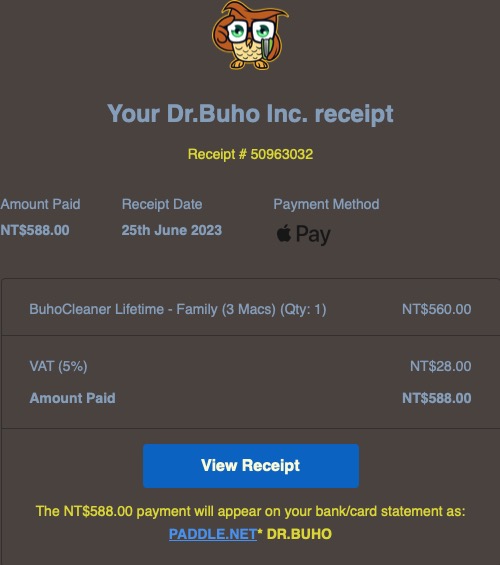 Your Dr.Buho Inc. receipt
Receipt # 50963032
Amount Paid Receipt Date Payment Method
NT$588.00 25th June 2023 Pay
BuhoCleaner Lifetime - Family (3 Macs) (Qty: 1) NT$560.00
VAT (5%) NT$28.00
Amount Paid NT$588.00
View Receipt
The NT$588.00 payment will appear on your bank/card statement as:
PADDLE.NET* DR.BUHO